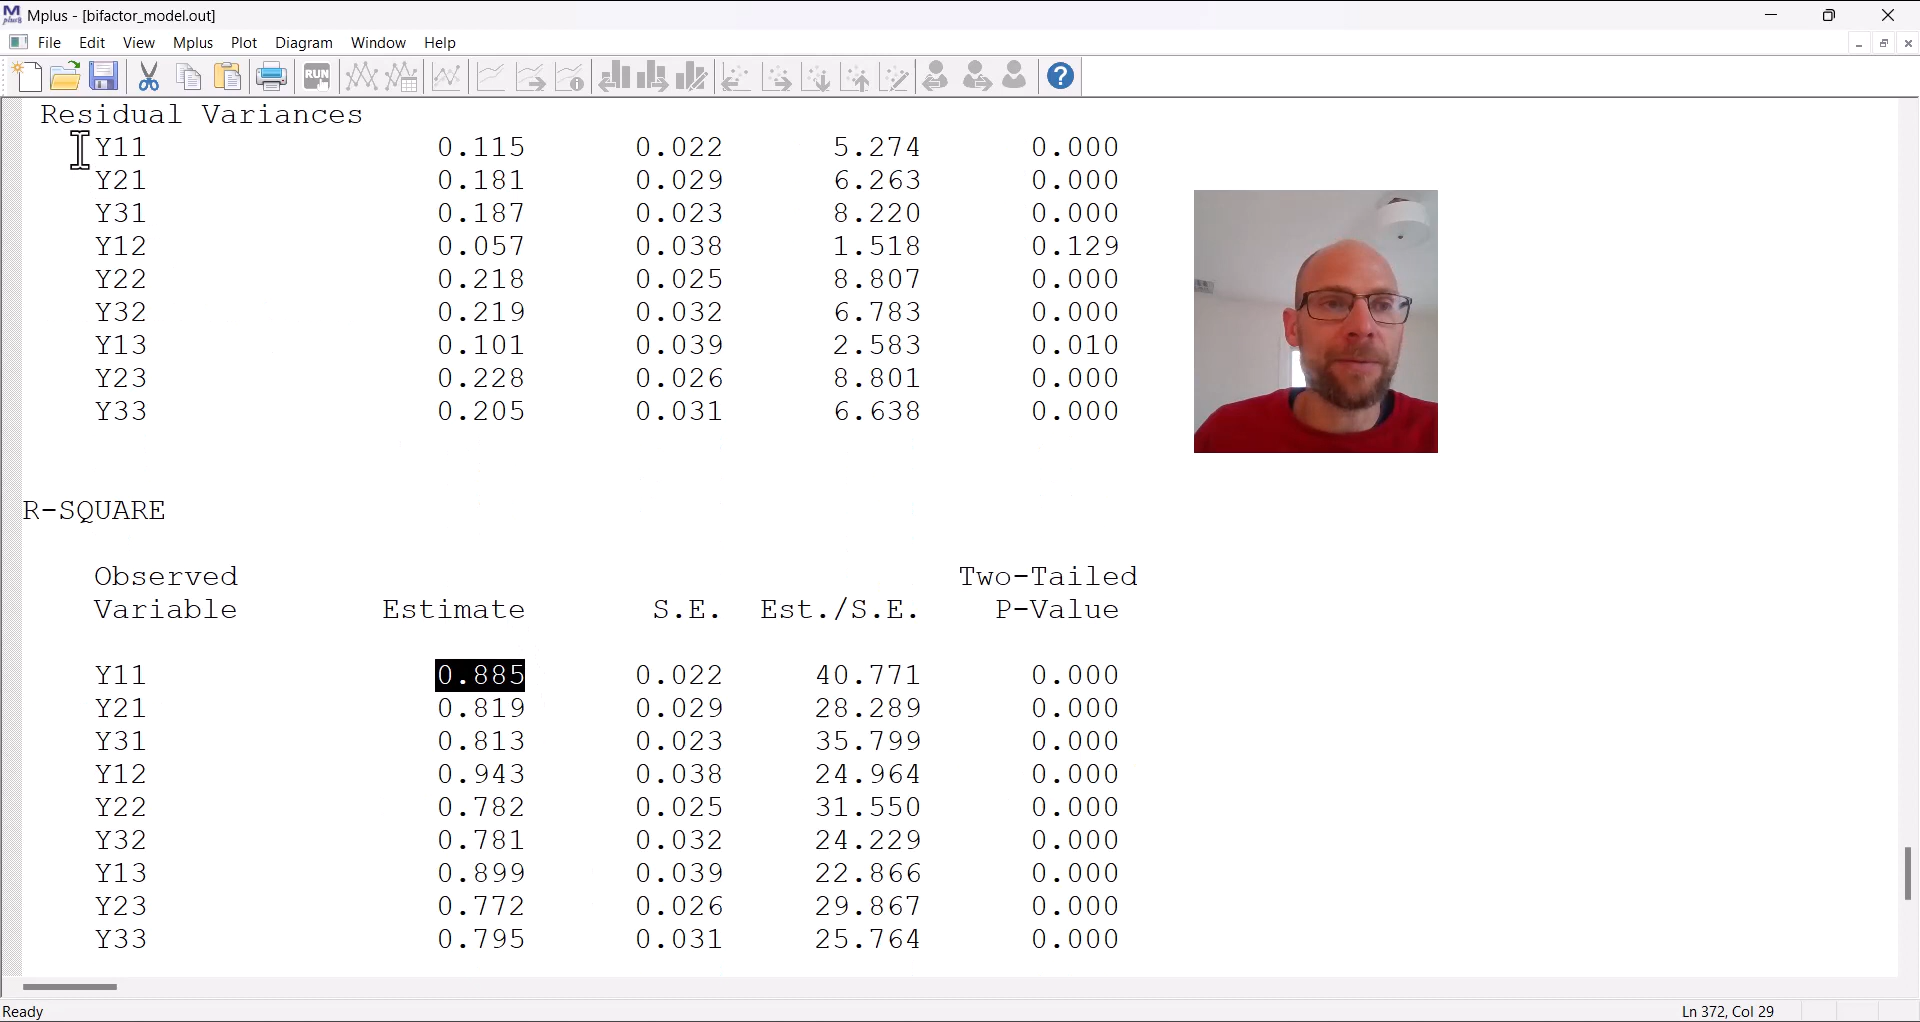 Mplus - [bifactor_model.out]
File Edit View Mplus Plot Diagram Window Help
RUN
Residual Variances
Y11 0.115 0.022 5.274 0.000
Y21 0.181 0.029 6.263 0.000
Y31 0.187 0.023 8.220 0.000
Y12 0.057 0.038 1.518 0.129
Y22 0.218 0.025 8.807 0.000
Y32 0.219 0.032 6.783 0.000
Y13 0.101 0.039 2.583 0.010
Y23 0.228 0.026 8.801 0.000
Y33 0.205 0.031 6.638 0.000
R-SQUARE
Observed Two-Tailed
Variable Estimate S.E. Est./S.E. P-Value
Y11 0.885 0.022 40.771 0.000
Y21 0.819 0.029 28.289 0.000
Y31 0.813 0.023 35.799 0.000
Y12 0.943 0.038 24.964 0.000
Y22 0.782 0.025 31.550 0.000
Y32 0.781 0.032 24.229 0.000
Y13 0.899 0.039 22.866 0.000
Y23 0.772 0.026 29.867 0.000
Y33 0.795 0.031 25.764 0.000
Ready Ln 372, Col 29